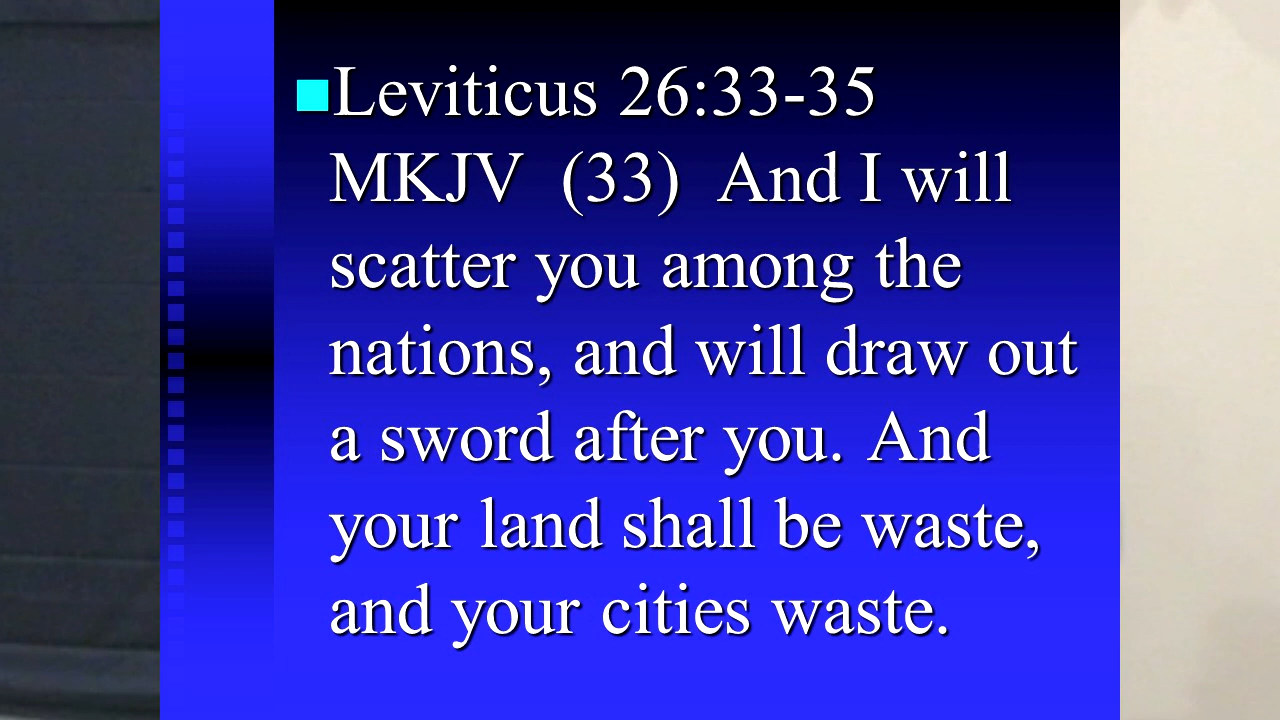 Leviticus 26:33-35
MKJV (33) And I will
scatter you among the
nations, and will draw out
a sword after you. And
your land shall be waste,
and your cities waste.